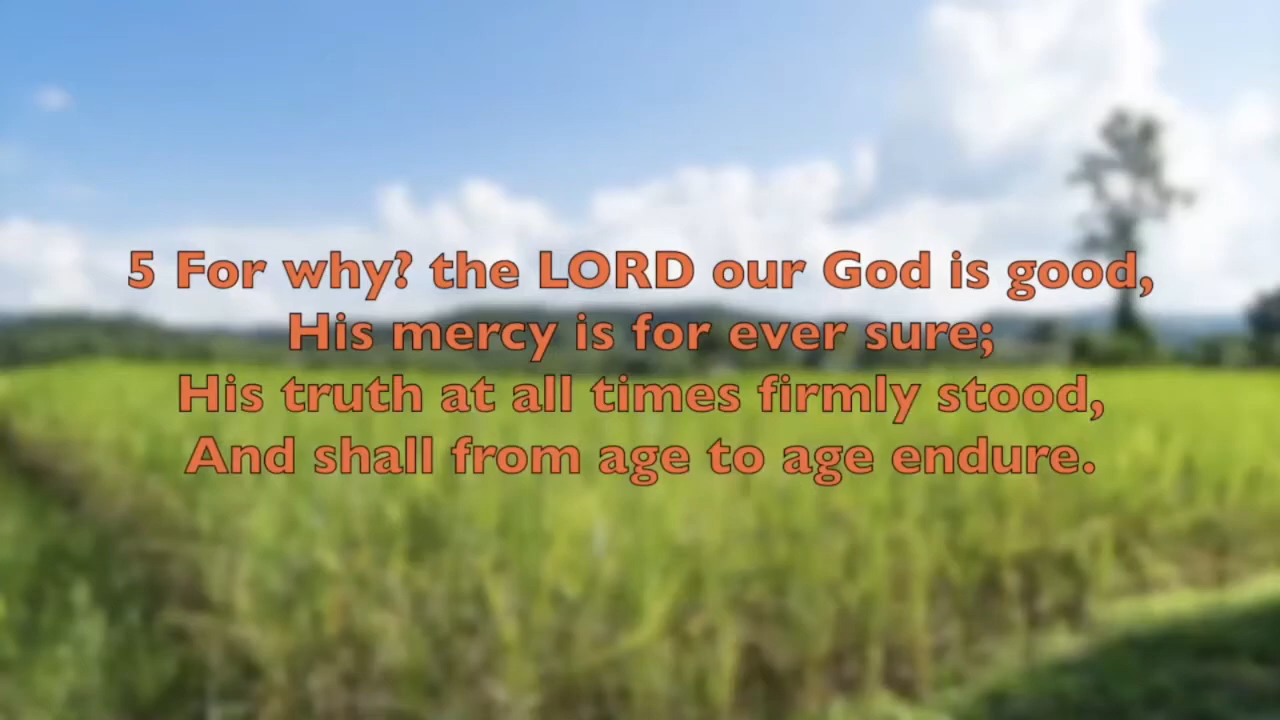 5 For why? the LORD our God is good,
His mercy is for ever sure;
His truth at all times firmly stood,
And shall from age to age endure.